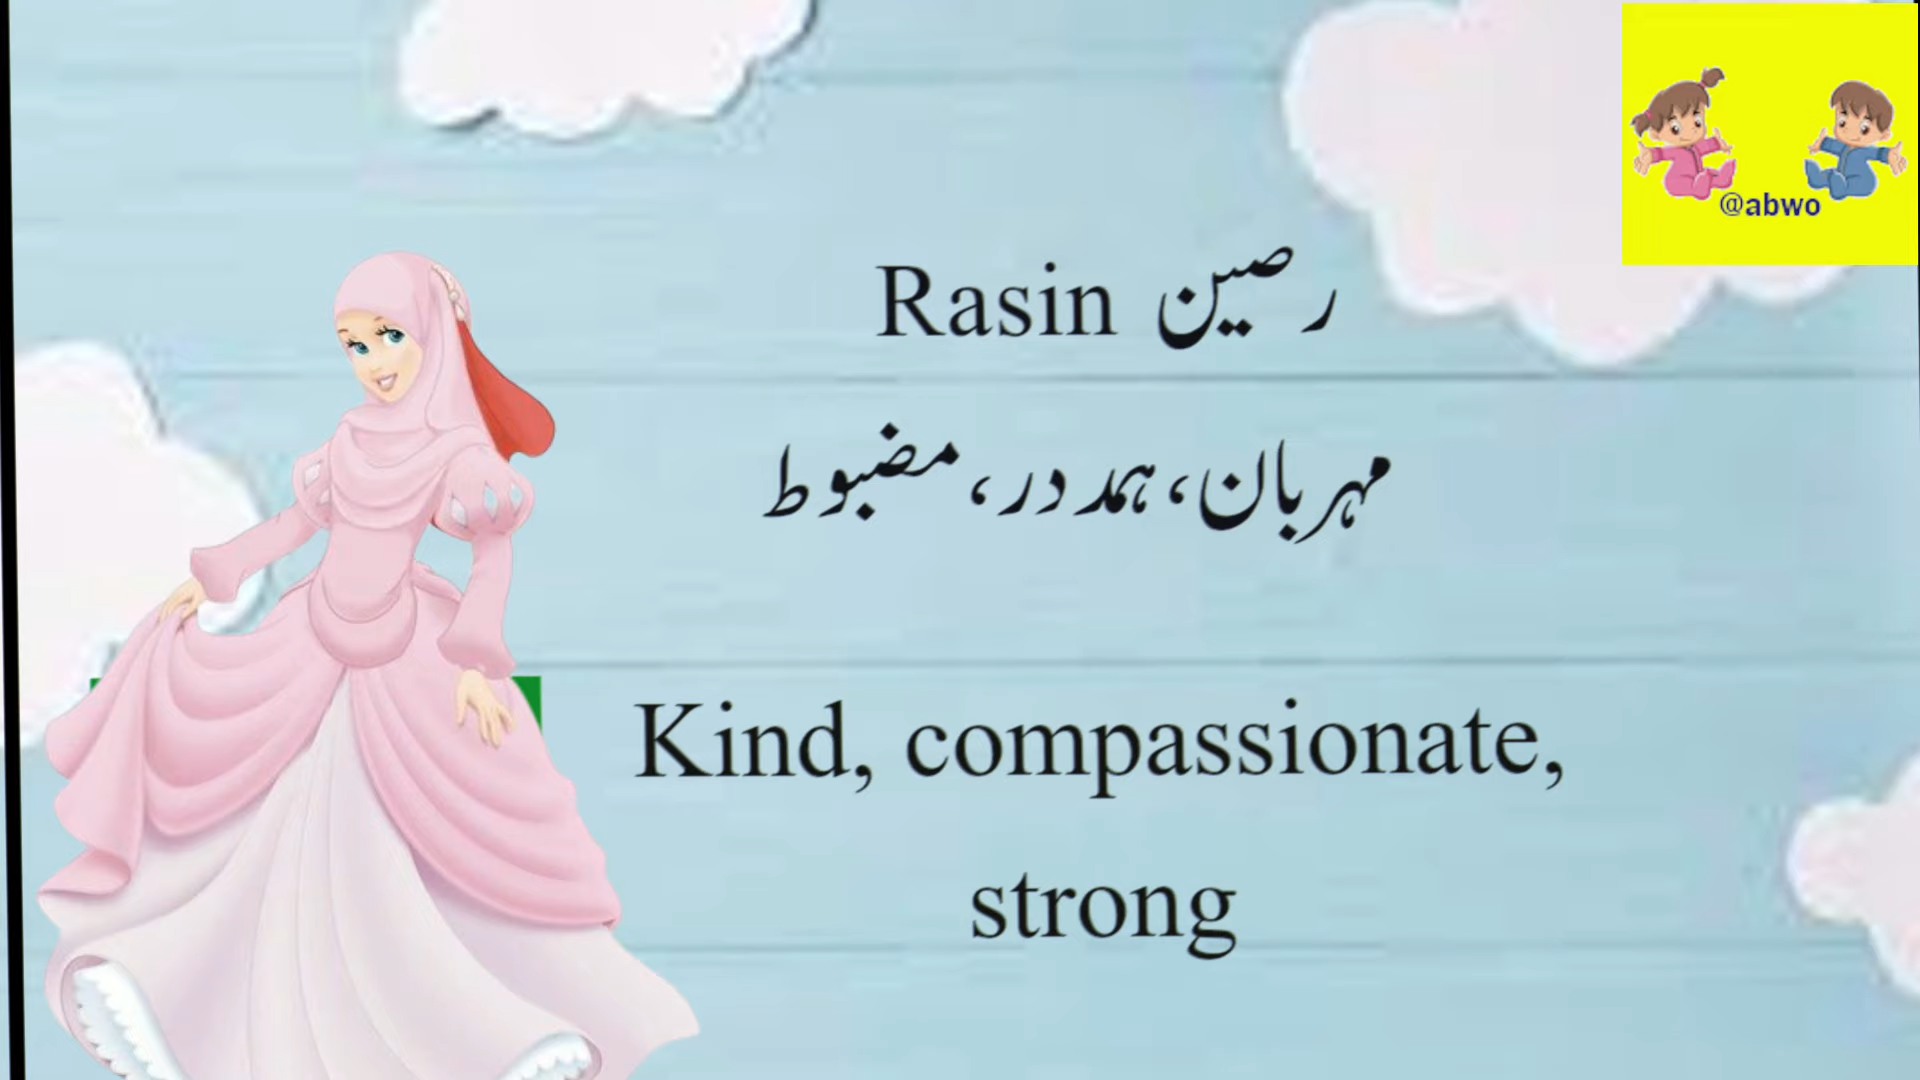 @abwo
Rasin رصین
مہربان، ہمدرد، مضبوط
Kind, compassionate,
strong